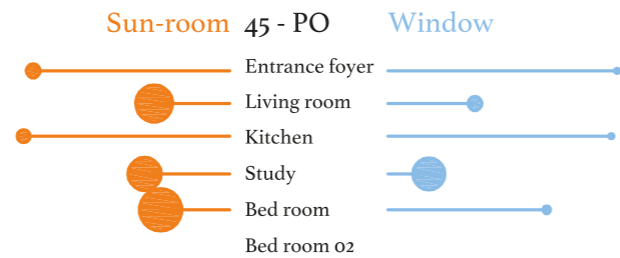 Sun-room 45 - PO Window
Entrance foyer
Living room
Kitchen
Study
Bed room
Bed room 02